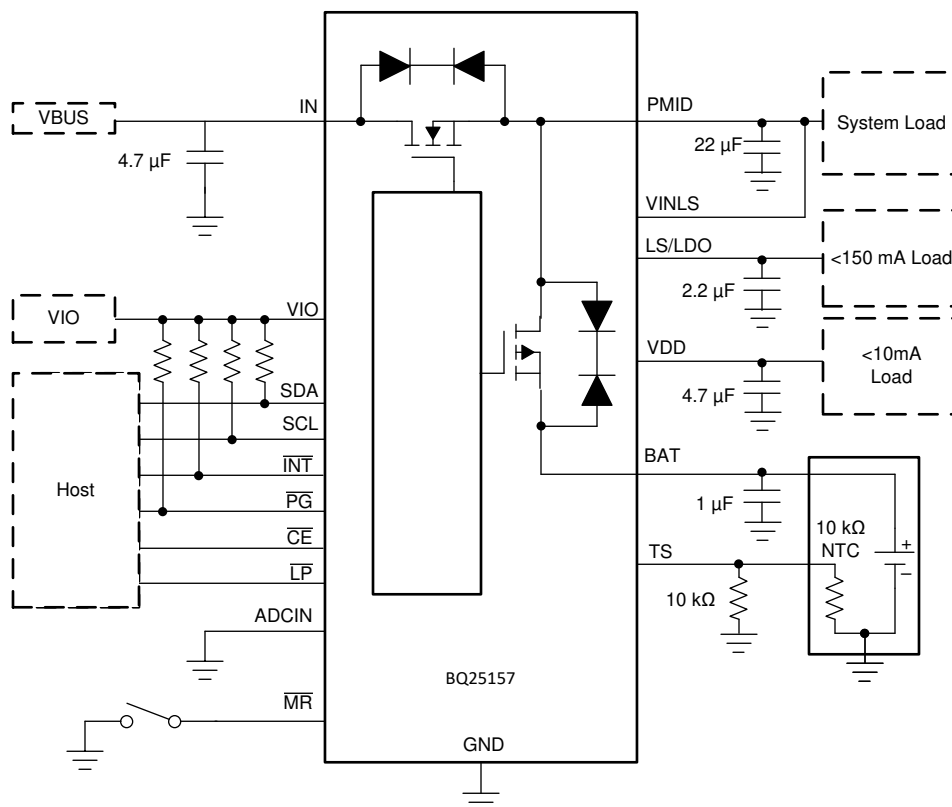 IN
PMID
VBUS
System Load
4.7 µF
22 µF
VINLS
LS/LDO
<150 mA Load
2.2 µF
VIO
VIO
VDD
<10mA
Load
4.7 µF
SDA
SCL
INT
PG
CE
LP
Host
BAT
1 µF
10 kΩ
NTC
+
−
TS
10 kΩ
ADCIN
BQ25157
MR
GND